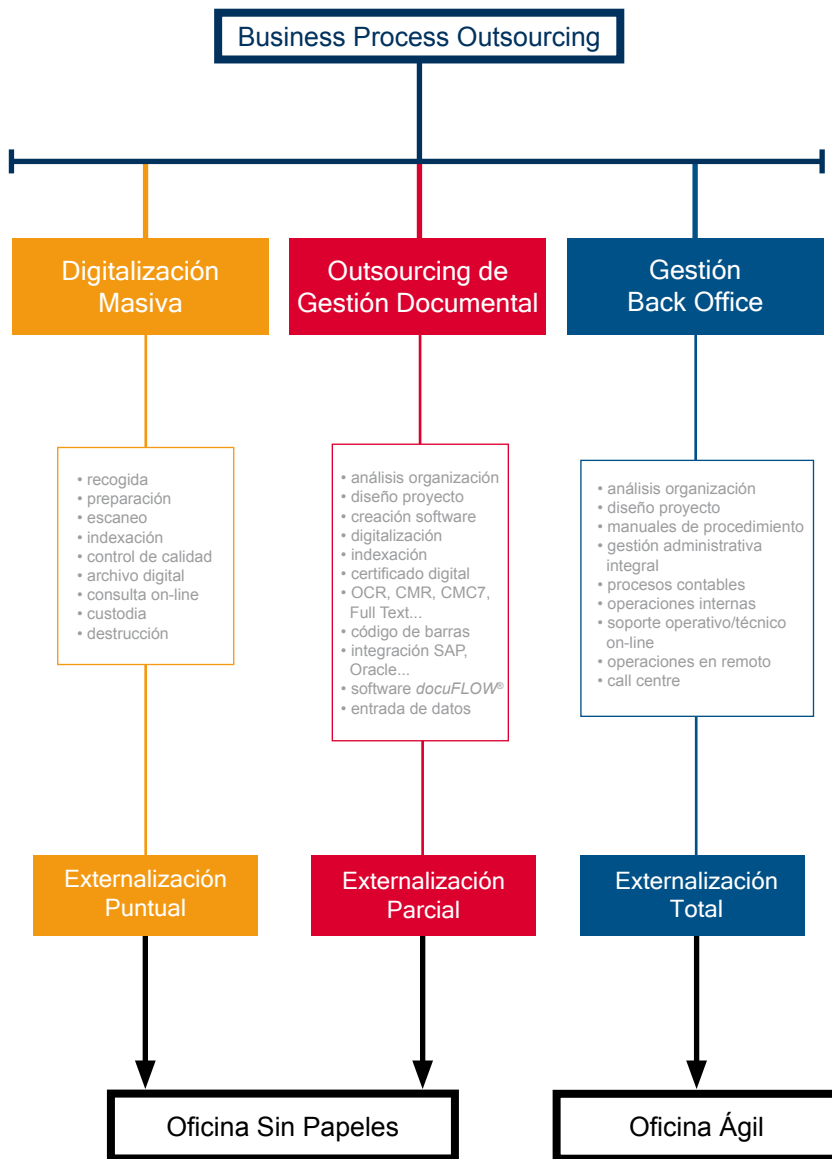 Business Process Outsourcing
Digitalización
Masiva
Outsourcing de
Gestión Documental
Gestión
Back Office
• recogida
• preparación
• escaneo
• indexación
• control de calidad
• archivo digital
• consulta on-line
• custodia
• destrucción
• análisis organización
• diseño proyecto
• creación software
• digitalización
• indexación
• certificado digital
• OCR, CMR, CMC7,
Full Text...
• código de barras
• integración SAP,
Oracle...
• software docuFLOW®
• entrada de datos
• análisis organización
• diseño proyecto
• manuales de procedimiento
• gestión administrativa
integral
• procesos contables
• operaciones internas
• soporte operativo/técnico
on-line
• operaciones en remoto
• call centre
Externalización
Puntual
Externalización
Parcial
Externalización
Total
Oficina Sin Papeles
Oficina Ágil